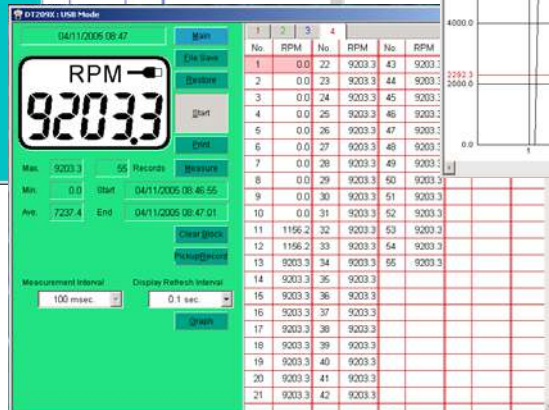 DT209X : USB Mode
04/11/2005 08:47
Main
File Save
Restore
Start
Print
Measure
Clear Block
PickupRecord
Graph
RPM
9203.3
Max. 9203.3 55 Records
Min. 0.0 Start 04/11/2005 08:46:55
Ave. 7237.4 End 04/11/2005 08:47:01
Measurement Interval Display Refresh Interval
100 msec. 0.1 sec.
1 2 3 4
No. RPM No. RPM No. RPM
1 0.0 22 9203.3 43 9203.3
2 0.0 23 9203.3 44 9203.3
3 0.0 24 9203.3 45 9203.3
4 0.0 25 9203.3 46 9203.3
5 0.0 26 9203.3 47 9203.3
6 0.0 27 9203.3 48 9203.3
7 0.0 28 9203.3 49 9203.3
8 0.0 29 9203.3 50 9203.3
9 0.0 30 9203.3 51 9203.3
10 0.0 31 9203.3 52 9203.3
11 1156.2 32 9203.3 53 9203.3
12 1156.2 33 9203.3 54 9203.3
13 9203.3 34 9203.3 55 9203.3
14 9203.3 35 9203.3
15 9203.3 36 9203.3
16 9203.3 37 9203.3
17 9203.3 38 9203.3
18 9203.3 39 9203.3
19 9203.3 40 9203.3
20 9203.3 41 9203.3
21 9203.3 42 9203.3
4000.0
2292.3
2000.0
0.0
1